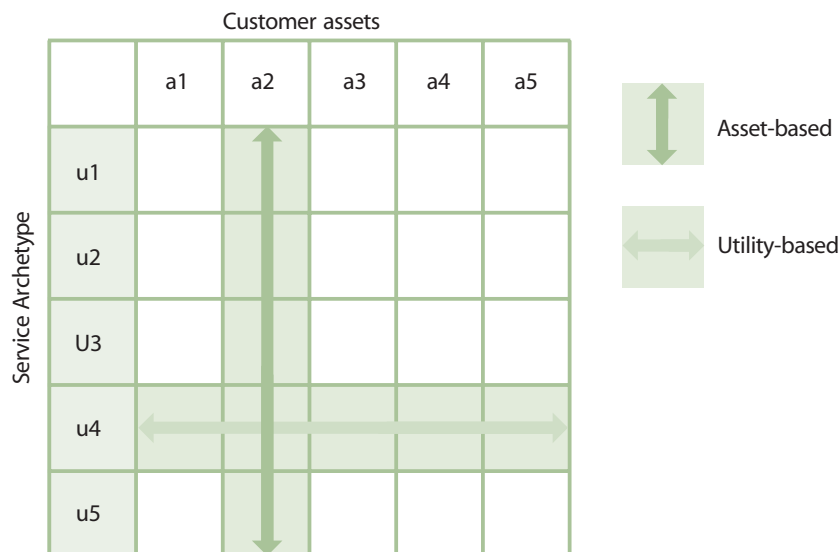 Customer assets
a1 a2 a3 a4 a5
Service Archetype
u1
u2
U3
u4
u5
Asset-based
Utility-based